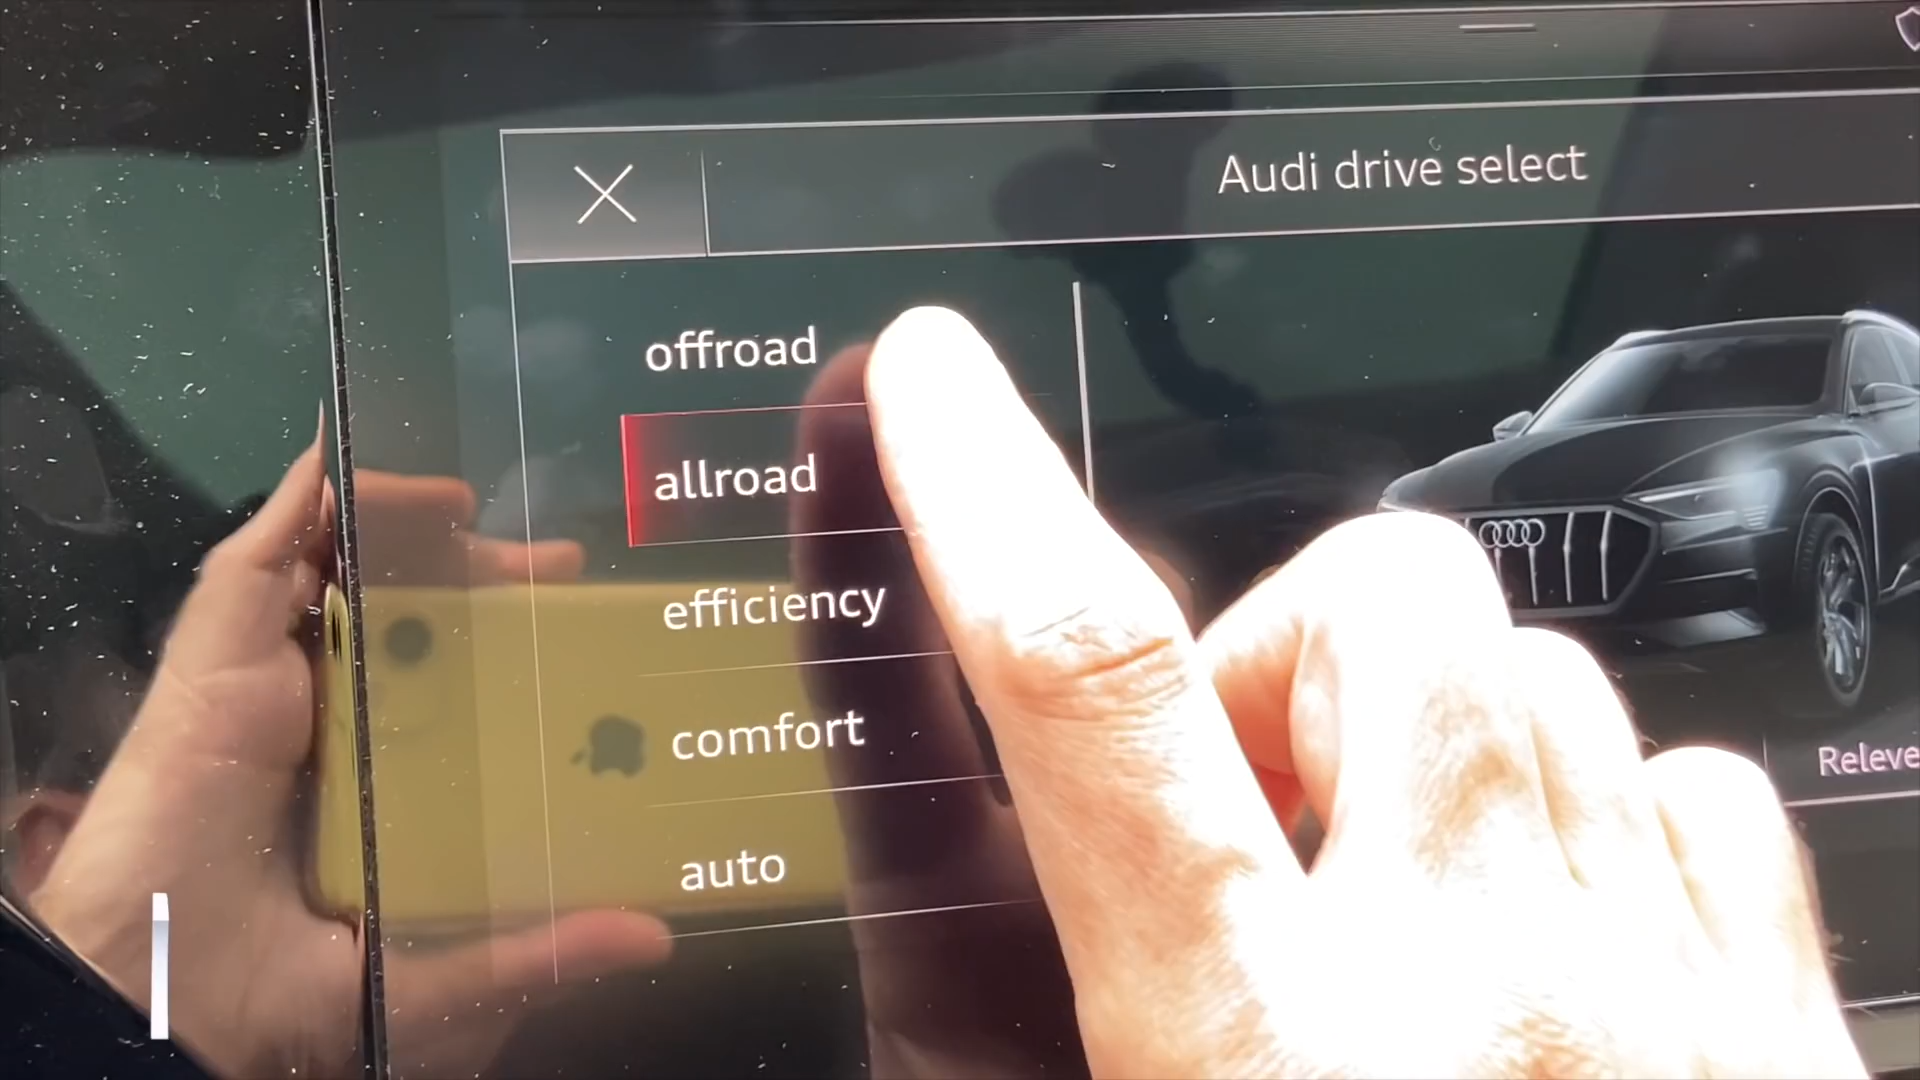 Audi drive select
offroad
allroad
efficiency
comfort
auto